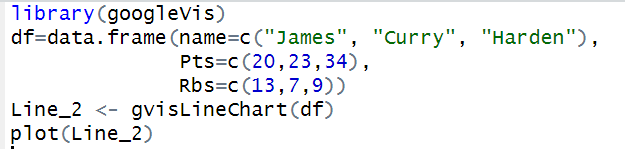 library(googleVis)
df=data.frame(name=c("James", "Curry", "Harden"),
Pts=c(20,23,34),
Rbs=c(13,7,9))
Line_2 <- gvisLineChart(df)
plot(Line_2)